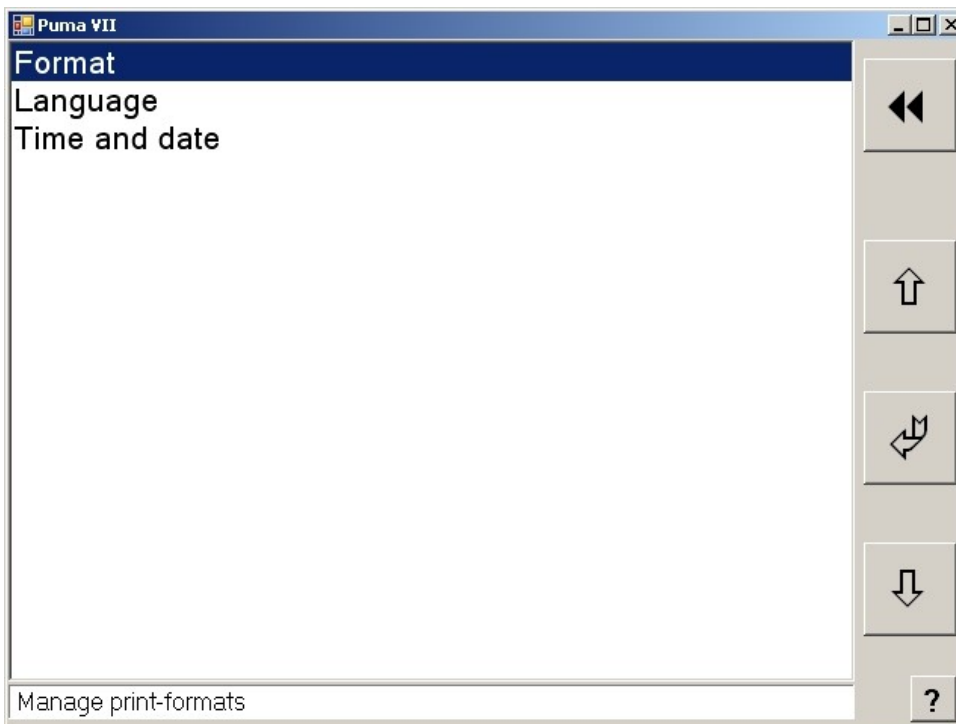 Puma VII
Format
Language
Time and date
Manage print-formats
?